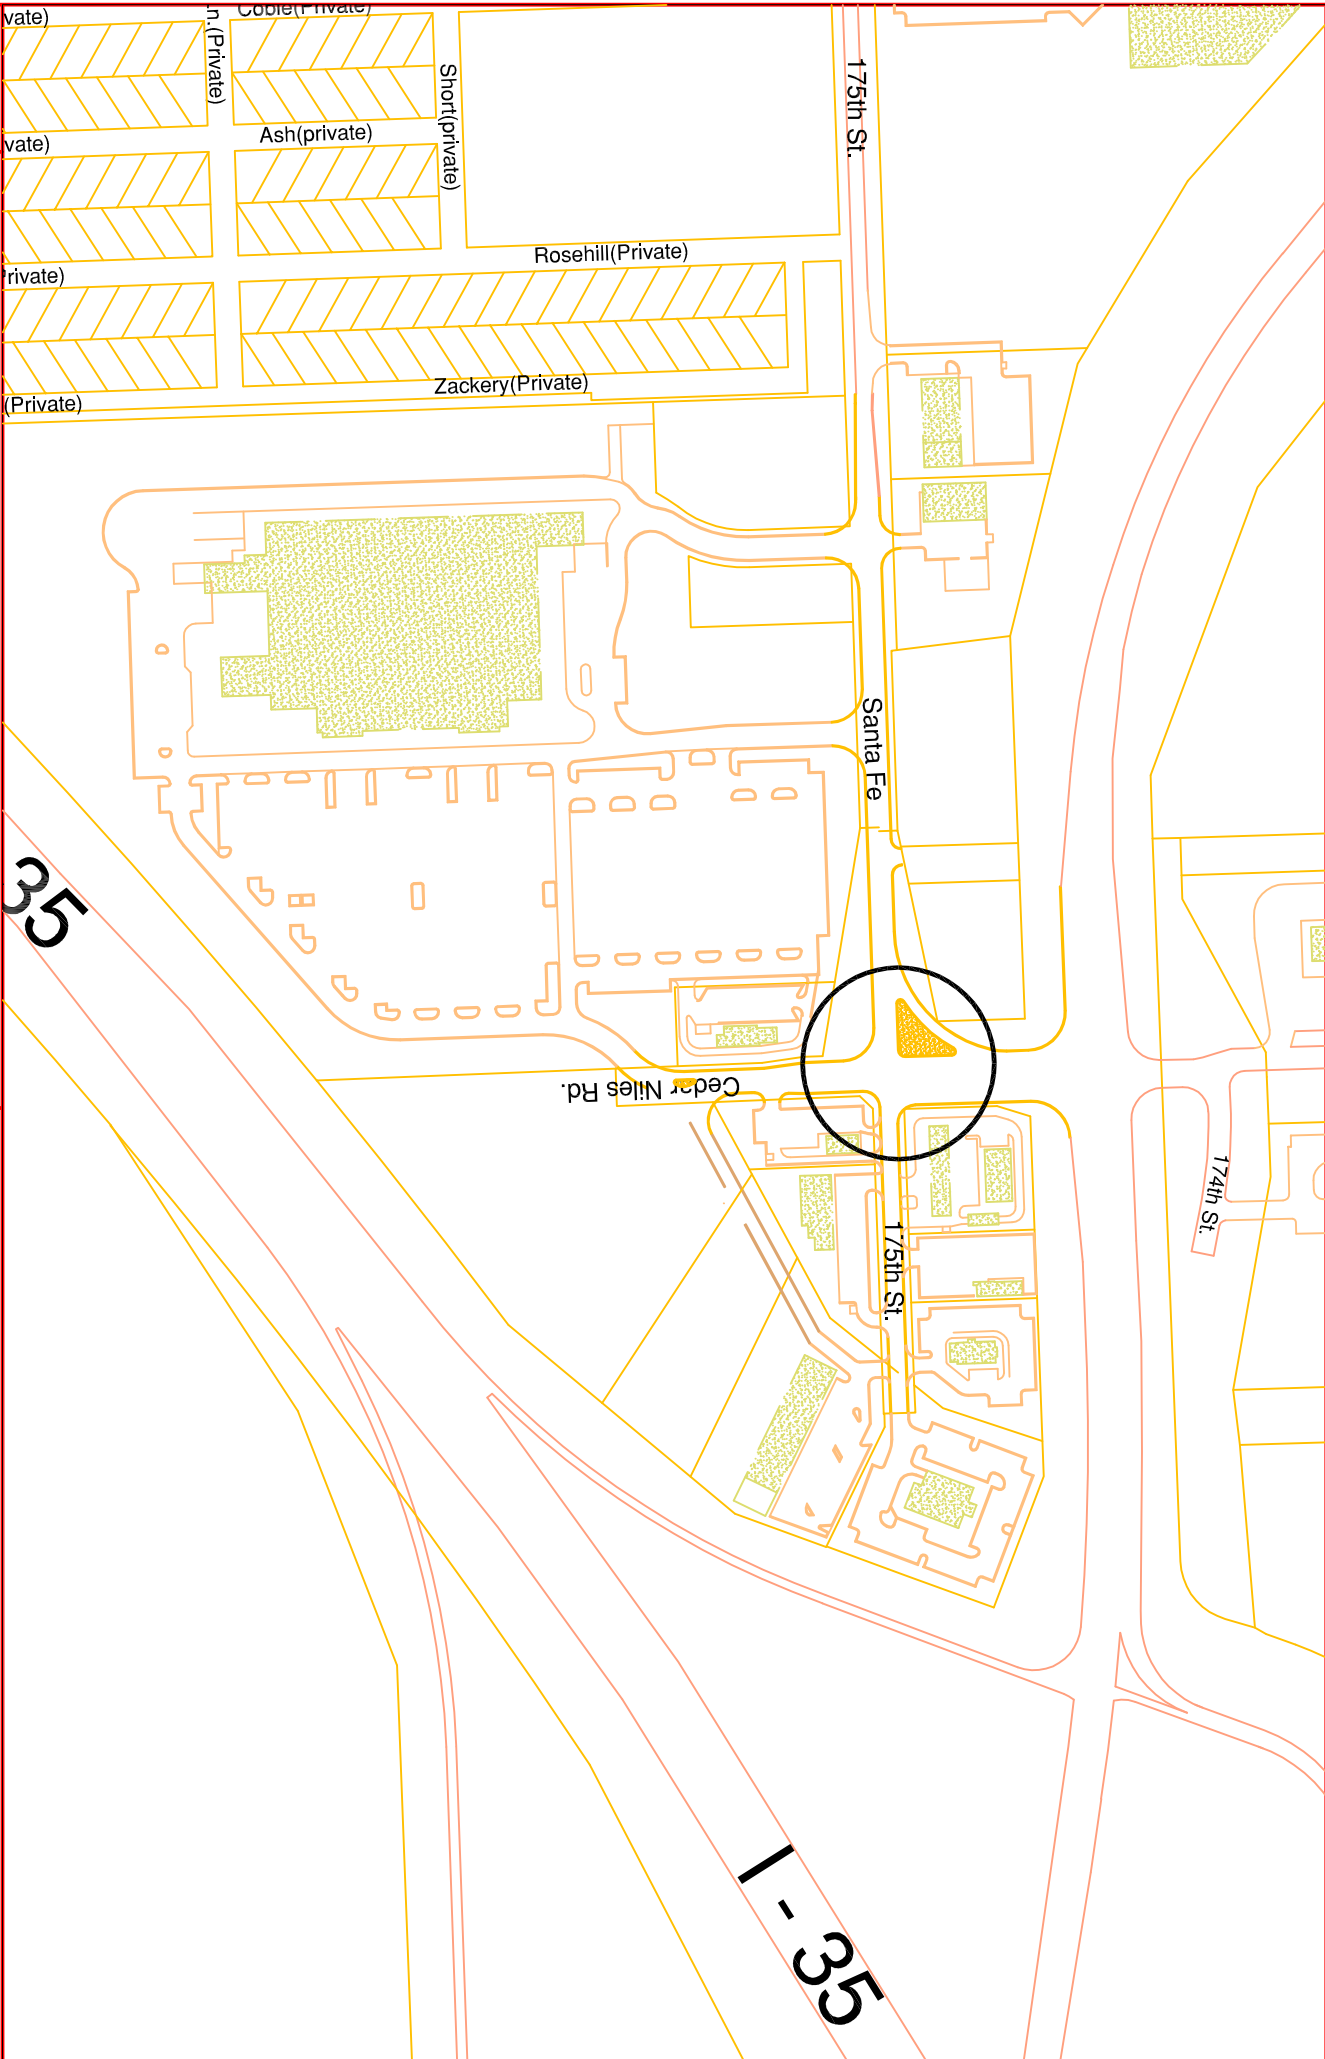 vate)
Coble(Private)
n.(Private)
175th St.
Short(private)
Ash(private)
vate)
Rosehill(Private)
Private)
Zackery(Private)
(Private)
Santa Fe
35
Cedar Niles Rd.
174th St.
175th St.
I - 35